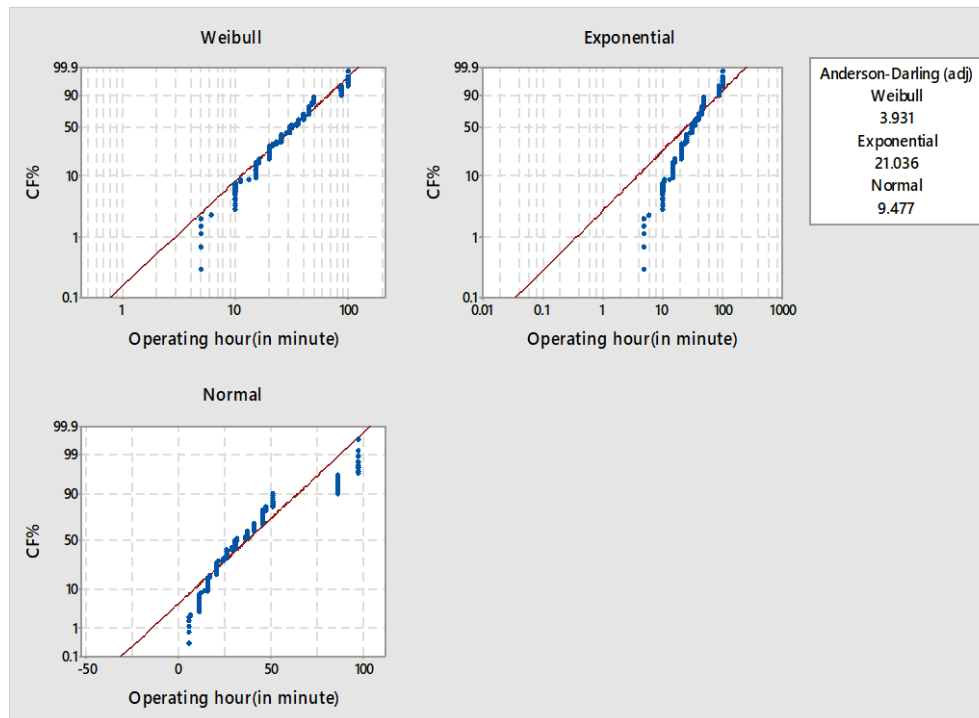 Weibull
99.9
90
50
10
1
0.1
CF%
1
10
100
Operating hour(in minute)
Exponential
99.9
90
50
10
1
0.1
CF%
0.01
0.1
1
10
100
1000
Operating hour(in minute)
Anderson-Darling (adj)
Weibull
3.931
Exponential
21.036
Normal
9.477
Normal
99.9
99
90
50
10
1
0.1
CF%
-50
0
50
100
Operating hour(in minute)